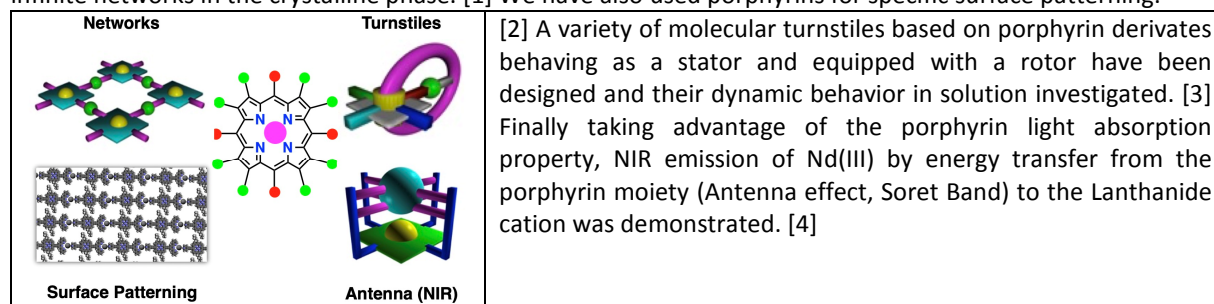 infinite networks in the crystalline phase. [1] We have also used porphyrins for specific surface patterning.
Networks
Turnstiles
N N
N N
Surface Patterning
Antenna (NIR)
[2] A variety of molecular turnstiles based on porphyrin derivates
behaving as a stator and equipped with a rotor have been
designed and their dynamic behavior in solution investigated. [3]
Finally taking advantage of the porphyrin light absorption
property, NIR emission of Nd(III) by energy transfer from the
porphyrin moiety (Antenna effect, Soret Band) to the Lanthanide
cation was demonstrated. [4]